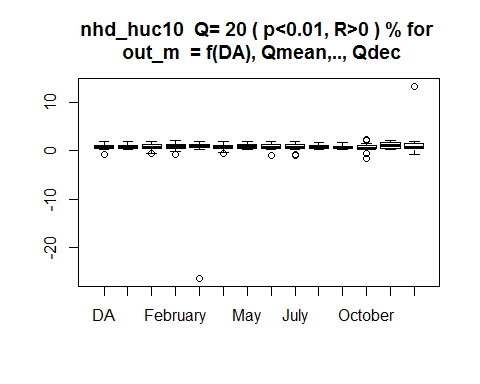 nhd_huc10 Q= 20 ( p<0.01, R>0 ) % for
out_m = f(DA), Qmean,.., Qdec
10
0
-10
-20
DA February May July October